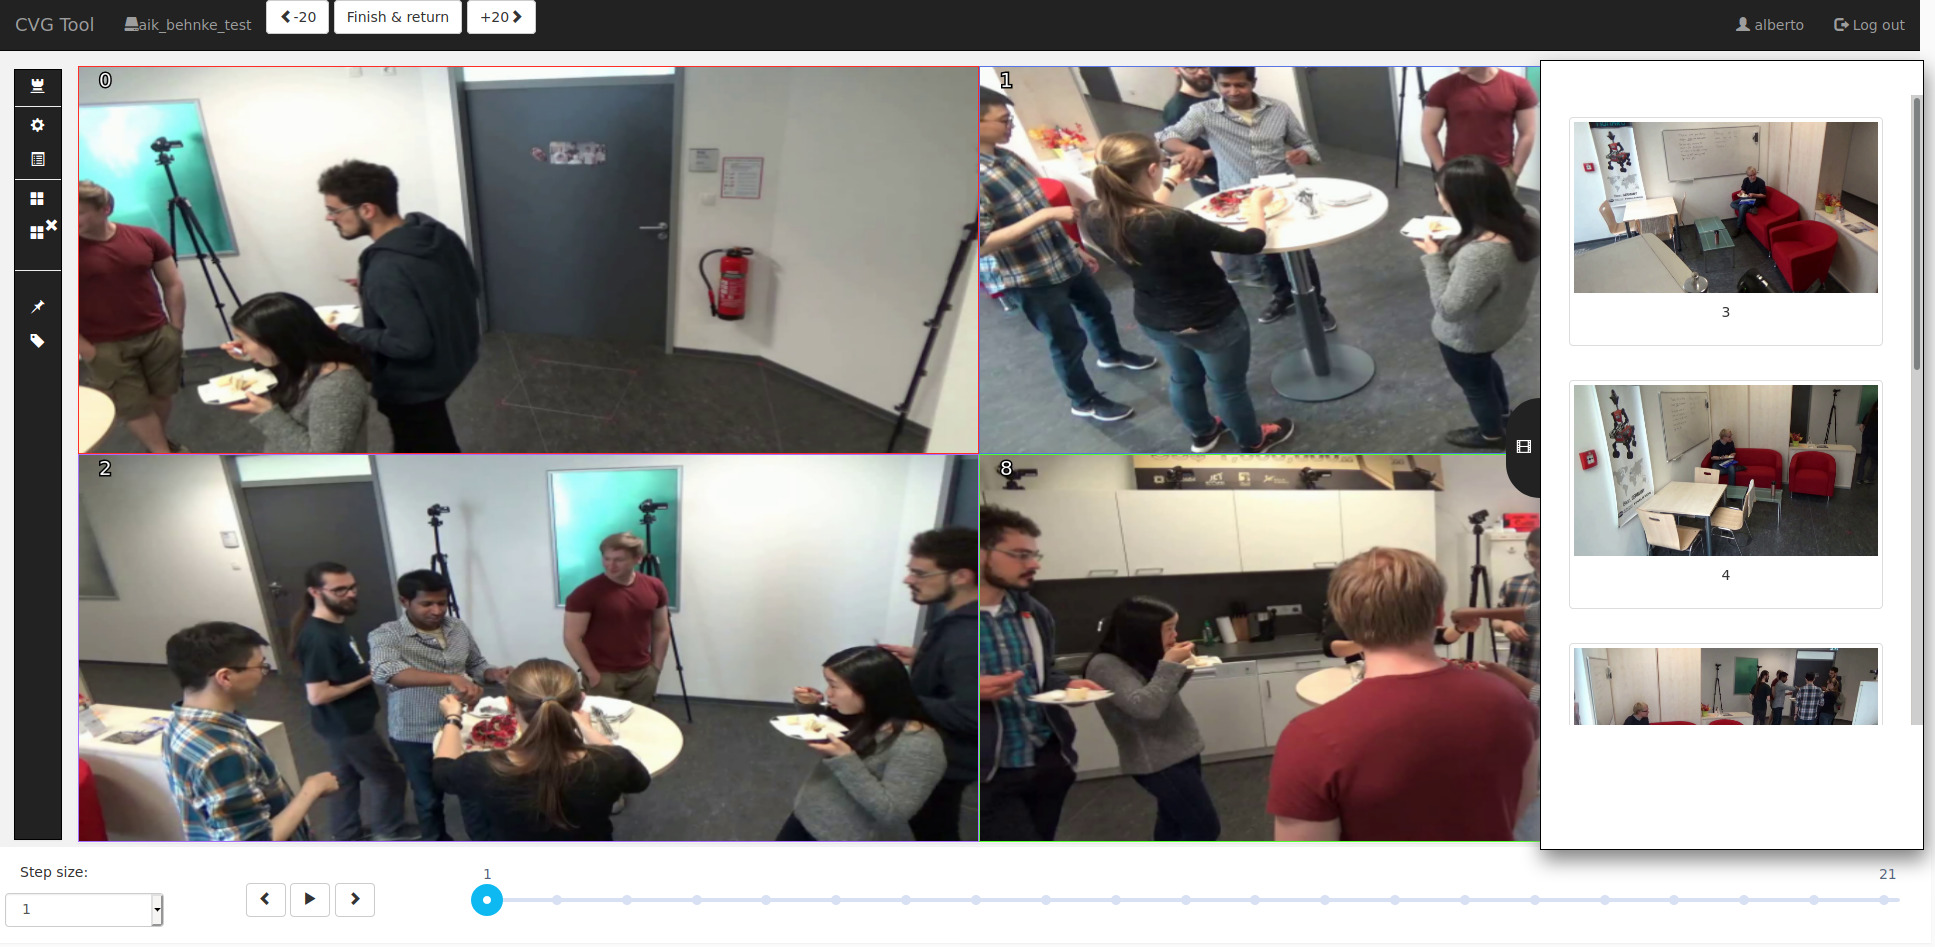 CVG Tool
aik_behnke_test
-20
Finish & return
+20
alberto
Log out
0
1
2
8
3
4
Step size:
1
1
21